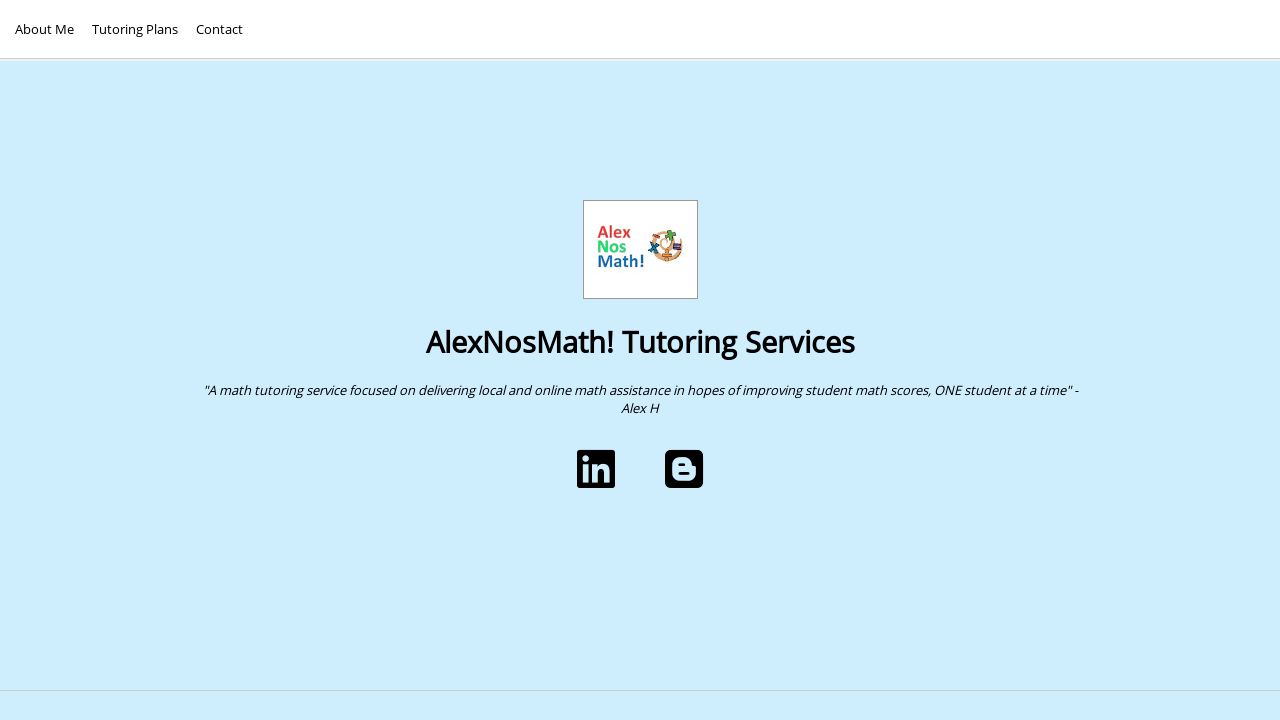 About Me Tutoring Plans Contact
Alex
Nos
Math!
AlexNosMath! Tutoring Services
"A math tutoring service focused on delivering local and online math assistance in hopes of improving student math scores, ONE student at a time" -
Alex H